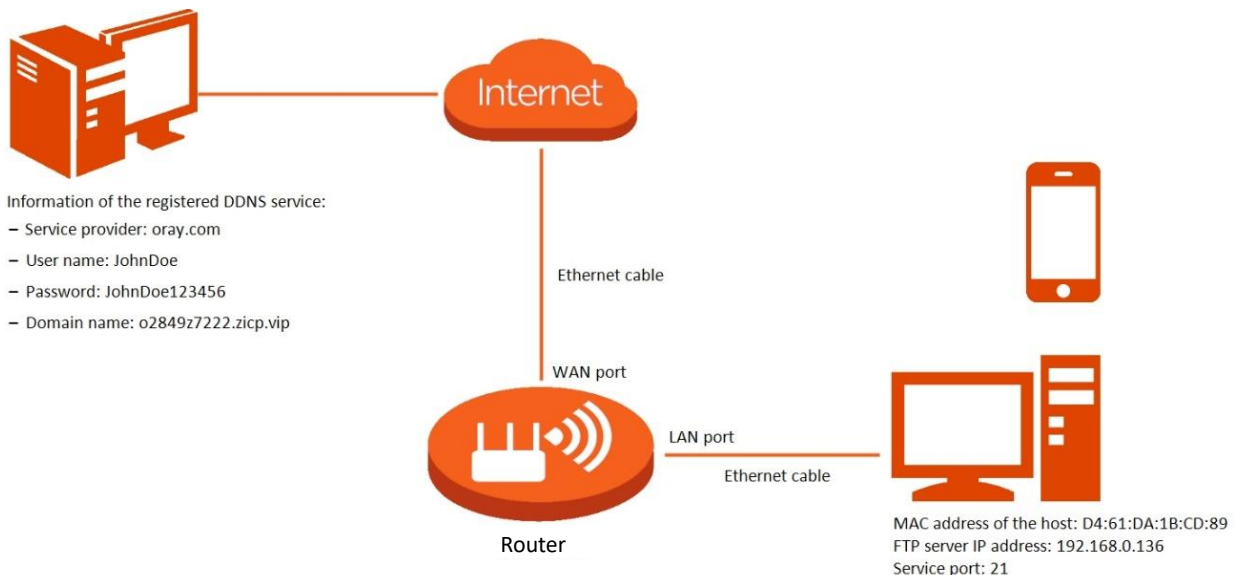 Internet
Information of the registered DDNS service:
– Service provider: oray.com
– User name: JohnDoe
– Password: JohnDoe123456
– Domain name: o2849z7222.zicp.vip
Ethernet cable
WAN port
LAN port
Ethernet cable
Router
MAC address of the host: D4:61:DA:1B:CD:89
FTP server IP address: 192.168.0.136
Service port: 21